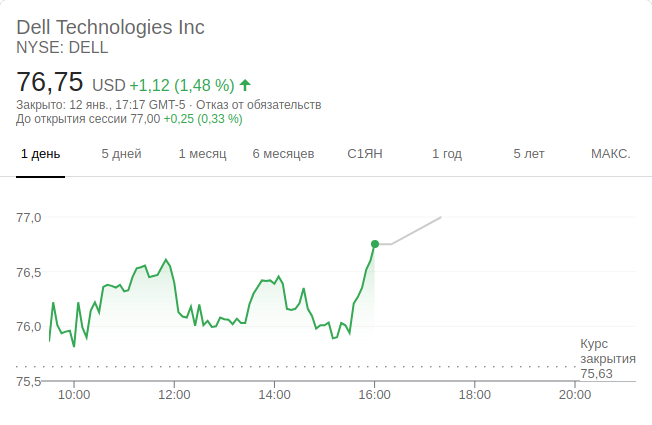 Dell Technologies Inc
NYSE: DELL
76,75 USD +1,12 (1,48 %)
Закрыто: 12 янв., 17:17 GMT-5 · Отказ от обязательств
До открытия сессии 77,00 +0,25 (0,33 %)
1 день 5 дней 1 месяц 6 месяцев С1ЯН 1 год 5 лет МАКС.
77,0
76,5
76,0
Курс
закрытия
75,63
75,5
10:00 12:00 14:00 16:00 18:00 20:00